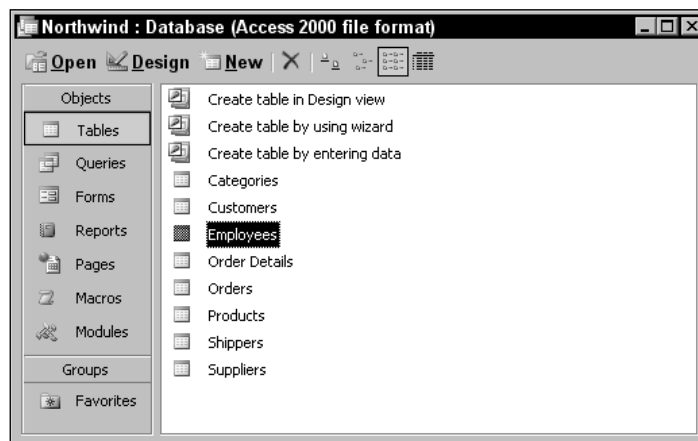 Northwind : Database (Access 2000 file format)
Open Design New
Objects
Tables
Queries
Forms
Reports
Pages
Macros
Modules
Groups
Favorites
Create table in Design view
Create table by using wizard
Create table by entering data
Categories
Customers
Employees
Order Details
Orders
Products
Shippers
Suppliers